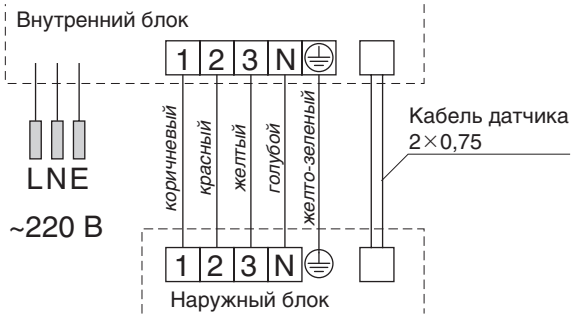 Внутренний блок
1 2 3 N
коричневый
красный
желтый
голубой
желто-зеленый
Кабель датчика
2×0,75
LNE
~220 В
1 2 3 N
Наружный блок